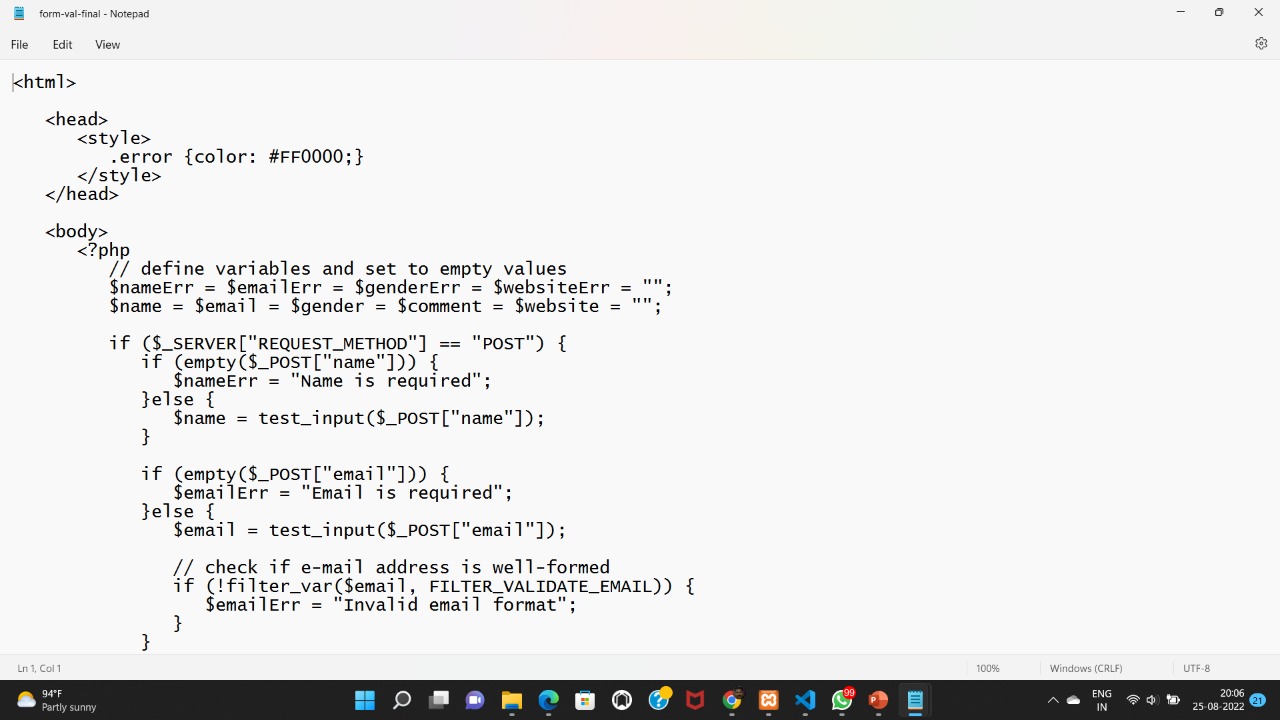 form-val-final - Notepad
File Edit View
<html>
<head>
<style>
.error {color: #FF0000;}
</style>
</head>
<body>
<?php
// define variables and set to empty values
$nameErr = $emailErr = $genderErr = $websiteErr = "";
$name = $email = $gender = $comment = $website = "";
if ($_SERVER["REQUEST_METHOD"] == "POST") {
if (empty($_POST["name"])) {
$nameErr = "Name is required";
}else {
$name = test_input($_POST["name"]);
}
if (empty($_POST["email"])) {
$emailErr = "Email is required";
}else {
$email = test_input($_POST["email"]);
// check if e-mail address is well-formed
if (!filter_var($email, FILTER_VALIDATE_EMAIL)) {
$emailErr = "Invalid email format";
}
}
Ln 1, Col 1 100% Windows (CRLF) UTF-8
94°F
Partly sunny
99
ENG
IN
20:06
25-08-2022
21